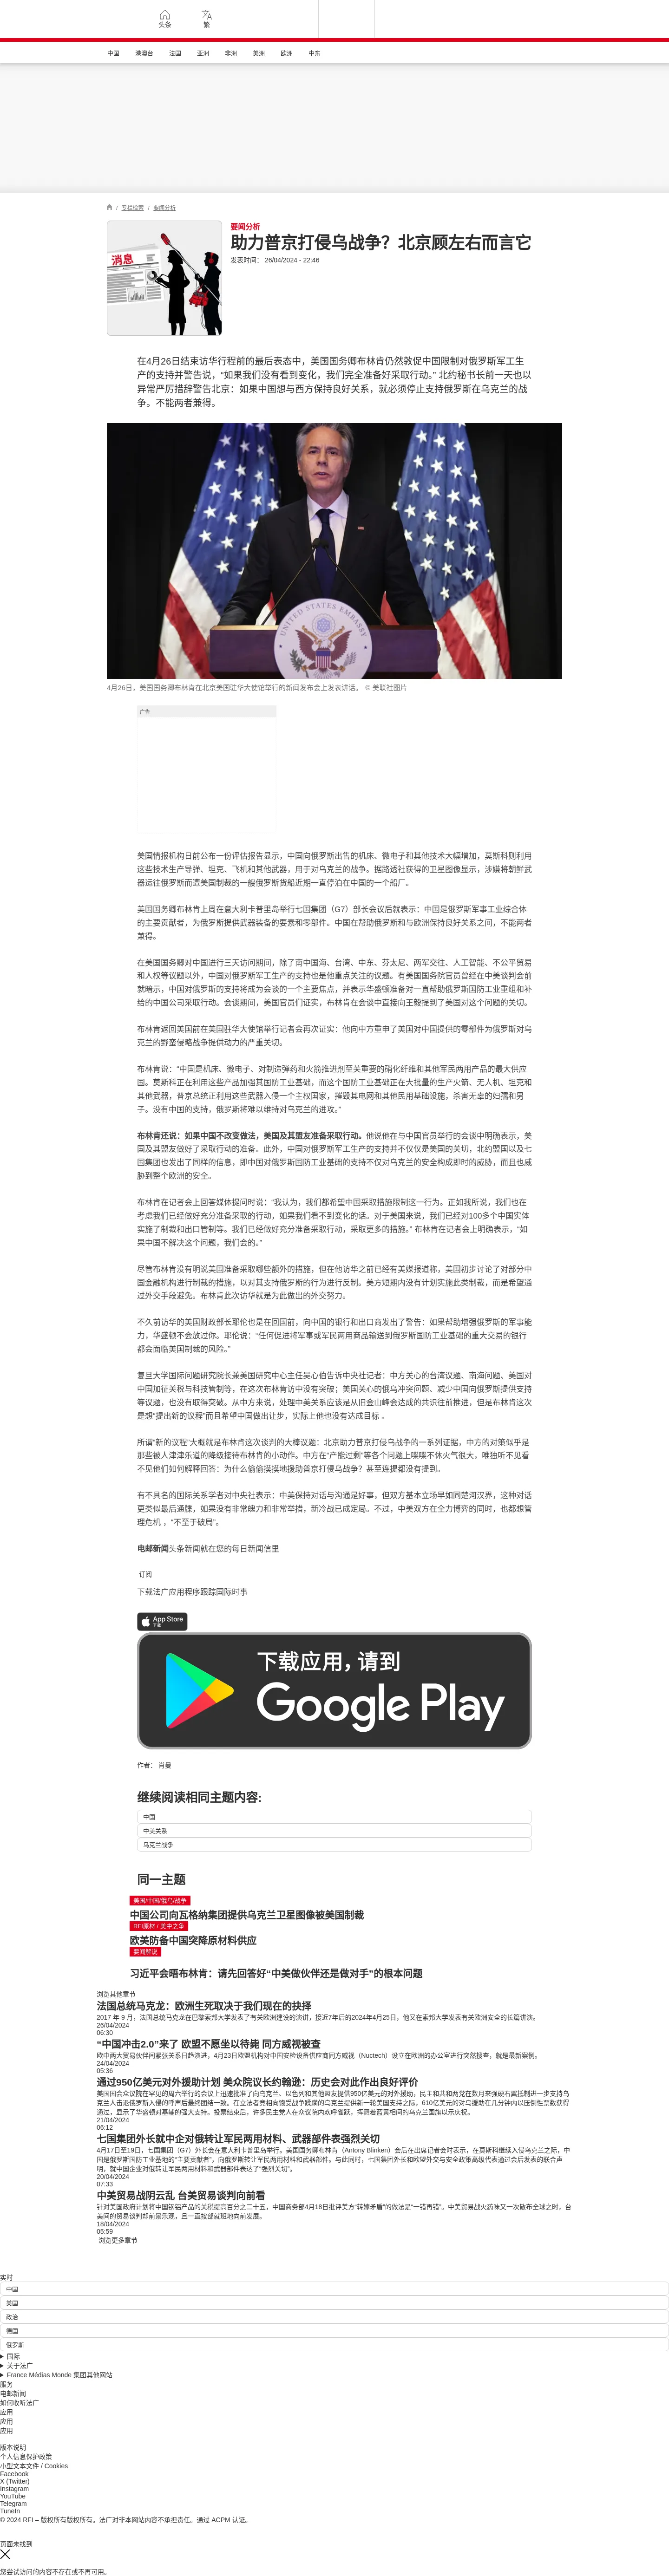 头条
繁
中国 港澳台 法国 亚洲 非洲 美洲 欧洲 中东
/ 专栏检索 / 要闻分析
消息
要闻分析
助力普京打侵乌战争？北京顾左右而言它
发表时间： 26/04/2024 - 22:46
在4月26日结束访华行程前的最后表态中，美国国务卿布林肯仍然敦促中国限制对俄罗斯军工生
产的支持并警告说，“如果我们没有看到变化，我们完全准备好采取行动。” 北约秘书长前一天也以
异常严厉措辞警告北京：如果中国想与西方保持良好关系，就必须停止支持俄罗斯在乌克兰的战
争。不能两者兼得。
4月26日，美国国务卿布林肯在北京美国驻华大使馆举行的新闻发布会上发表讲话。 © 美联社图片
广告
美国情报机构日前公布一份评估报告显示，中国向俄罗斯出售的机床、微电子和其他技术大幅增加，莫斯科则利用
这些技术生产导弹、坦克、飞机和其他武器，用于对乌克兰的战争。据路透社获得的卫星图像显示，涉嫌将朝鲜武
器运往俄罗斯而遭美国制裁的一艘俄罗斯货船近期一直停泊在中国的一个船厂。
美国国务卿布林肯上周在意大利卡普里岛举行七国集团（G7）部长会议后就表示：中国是俄罗斯军事工业综合体
的主要贡献者，为俄罗斯提供武器装备的要素和零部件。中国在帮助俄罗斯和与欧洲保持良好关系之间，不能两者
兼得。
在美国国务卿对中国进行三天访问期间，除了南中国海、台湾、中东、芬太尼、两军交往、人工智能、不公平贸易
和人权等议题以外，中国对俄罗斯军工生产的支持也是他重点关注的议题。有美国国务院官员曾经在中美谈判会前
就暗示，中国对俄罗斯的支持将成为会谈的一个主要焦点，并表示华盛顿准备对一直帮助俄罗斯国防工业重组和补
给的中国公司采取行动。会谈期间，美国官员们证实，布林肯在会谈中直接向王毅提到了美国对这个问题的关切。
布林肯返回美国前在美国驻华大使馆举行记者会再次证实：他向中方重申了美国对中国提供的零部件为俄罗斯对乌
克兰的野蛮侵略战争提供动力的严重关切。
布林肯说：“中国是机床、微电子、对制造弹药和火箭推进剂至关重要的硝化纤维和其他军民两用产品的最大供应
国。莫斯科正在利用这些产品加强其国防工业基础，而这个国防工业基础正在大批量的生产火箭、无人机、坦克和
其他武器，普京总统正利用这些武器入侵一个主权国家，摧毁其电网和其他民用基础设施，杀害无辜的妇孺和男
子。没有中国的支持，俄罗斯将难以维持对乌克兰的进攻。”
布林肯还说：如果中国不改变做法，美国及其盟友准备采取行动。他说他在与中国官员举行的会谈中明确表示，美
国及其盟友做好了采取行动的准备。此外，中国对俄罗斯军工生产的支持并不仅仅是美国的关切，北约盟国以及七
国集团也发出了同样的信息，即中国对俄罗斯国防工业基础的支持不仅对乌克兰的安全构成即时的威胁，而且也威
胁到整个欧洲的安全。
布林肯在记者会上回答媒体提问时说：“我认为，我们都希望中国采取措施限制这一行为。正如我所说，我们也在
考虑我们已经做好充分准备采取的行动，如果我们看不到变化的话。对于美国来说，我们已经对100多个中国实体
实施了制裁和出口管制等。我们已经做好充分准备采取行动，采取更多的措施。” 布林肯在记者会上明确表示，“如
果中国不解决这个问题，我们会的。”
尽管布林肯没有明说美国准备采取哪些额外的措施，但在他访华之前已经有美媒报道称，美国初步讨论了对部分中
国金融机构进行制裁的措施，以对其支持俄罗斯的行为进行反制。美方短期内没有计划实施此类制裁，而是希望通
过外交手段避免。布林肯此次访华就是为此做出的外交努力。
不久前访华的美国财政部长耶伦也是在回国前，向中国的银行和出口商发出了警告：如果帮助增强俄罗斯的军事能
力，华盛顿不会放过你。耶伦说：“任何促进将军事或军民两用商品输送到俄罗斯国防工业基础的重大交易的银行
都会面临美国制裁的风险。”
复旦大学国际问题研究院长兼美国研究中心主任吴心伯告诉中央社记者：中方关心的台湾议题、南海问题、美国对
中国加征关税与科技管制等，在这次布林肯访中没有突破；美国关心的俄乌冲突问题、减少中国向俄罗斯提供支持
等议题，也没有取得突破。从中方来说，处理中美关系应该是从旧金山峰会达成的共识往前推进，但是布林肯这次
是想“提出新的议程”而且希望中国做出让步，实际上他也没有达成目标 。
所谓“新的议程”大概就是布林肯这次谈判的大棒议题：北京助力普京打侵乌战争的一系列证据，中方的对策似乎是
那些被人津津乐道的降级接待布林肯的小动作。中方在“产能过剩”等各个问题上喋喋不休火气很大，唯独听不见看
不见他们如何解释回答：为什么偷偷摸摸地援助普京打侵乌战争？甚至连提都没有提到。
有不具名的国际关系学者对中央社表示：中美保持对话与沟通是好事，但双方基本立场早如同楚河汉界，这种对话
更类似最后通牒，如果没有非常魄力和非常举措，新冷战已成定局。不过，中美双方在全力博弈的同时，也都想管
理危机 ，“不至于破局”。
电邮新闻头条新闻就在您的每日新闻信里
订阅
下载法广应用程序跟踪国际时事
App Store
下载
下载应用，请到
Google Play
作者： 肖曼
继续阅读相同主题内容:
中国
中美关系
乌克兰战争
同一主题
美国/中国/俄乌/战争
中国公司向瓦格纳集团提供乌克兰卫星图像被美国制裁
RFI原材 / 美中之争
欧美防备中国突降原材料供应
要闻解说
习近平会晤布林肯：请先回答好“中美做伙伴还是做对手”的根本问题
浏览其他章节
法国总统马克龙：欧洲生死取决于我们现在的抉择
2017 年 9 月，法国总统马克龙在巴黎索邦大学发表了有关欧洲建设的演讲，接近7年后的2024年4月25日，他又在索邦大学发表有关欧洲安全的长篇讲演。
26/04/2024
06:30
“中国冲击2.0”来了 欧盟不愿坐以待毙 同方威视被查
欧中两大贸易伙伴间紧张关系日趋演进，4月23日欧盟机构对中国安检设备供应商同方威视（Nuctech）设立在欧洲的办公室进行突然搜查，就是最新案例。
24/04/2024
05:36
通过950亿美元对外援助计划 美众院议长约翰逊：历史会对此作出良好评价
美国国会众议院在罕见的周六举行的会议上迅速批准了向乌克兰、以色列和其他盟友提供950亿美元的对外援助，民主和共和两党在数月来强硬右翼抵制进一步支持乌
克兰人击退俄罗斯入侵的呼声后最终团结一致。在立法者竞相向饱受战争蹂躏的乌克兰提供新一轮美国支持之际，610亿美元的对乌援助在几分钟内以压倒性票数获得
通过，显示了华盛顿对基辅的强大支持。投票结束后，许多民主党人在众议院内欢呼雀跃，挥舞着蓝黄相间的乌克兰国旗以示庆祝。
21/04/2024
06:12
七国集团外长就中企对俄转让军民两用材料、武器部件表强烈关切
4月17日至19日，七国集团（G7）外长会在意大利卡普里岛举行。美国国务卿布林肯（Antony Blinken）会后在出席记者会时表示，在莫斯科继续入侵乌克兰之际，中
国是俄罗斯国防工业基地的“主要贡献者”，向俄罗斯转让军民两用材料和武器部件。与此同时，七国集团外长和欧盟外交与安全政策高级代表通过会后发表的联合声
明，就中国企业对俄转让军民两用材料和武器部件表达了“强烈关切”。
20/04/2024
07:33
中美贸易战阴云乱 台美贸易谈判向前看
针对美国政府计划将中国钢铝产品的关税提高百分之二十五，中国商务部4月18日批评美方“转嫁矛盾”的做法是“一错再错”。中美贸易战火药味又一次散布全球之时，台
美间的贸易谈判却前景乐观，且一直按部就班地向前发展。
18/04/2024
05:59
浏览更多章节
实时
中国
美国
政治
德国
俄罗斯
国际
关于法广
France Médias Monde 集团其他网站
服务
电邮新闻
如何收听法广
应用
应用
应用
版本说明
个人信息保护政策
小型文本文件 / Cookies
Facebook
X (Twitter)
Instagram
YouTube
Telegram
TuneIn
© 2024 RFI – 版权所有版权所有。法广对非本网站内容不承担责任。通过 ACPM 认证。
页面未找到
您尝试访问的内容不存在或不再可用。